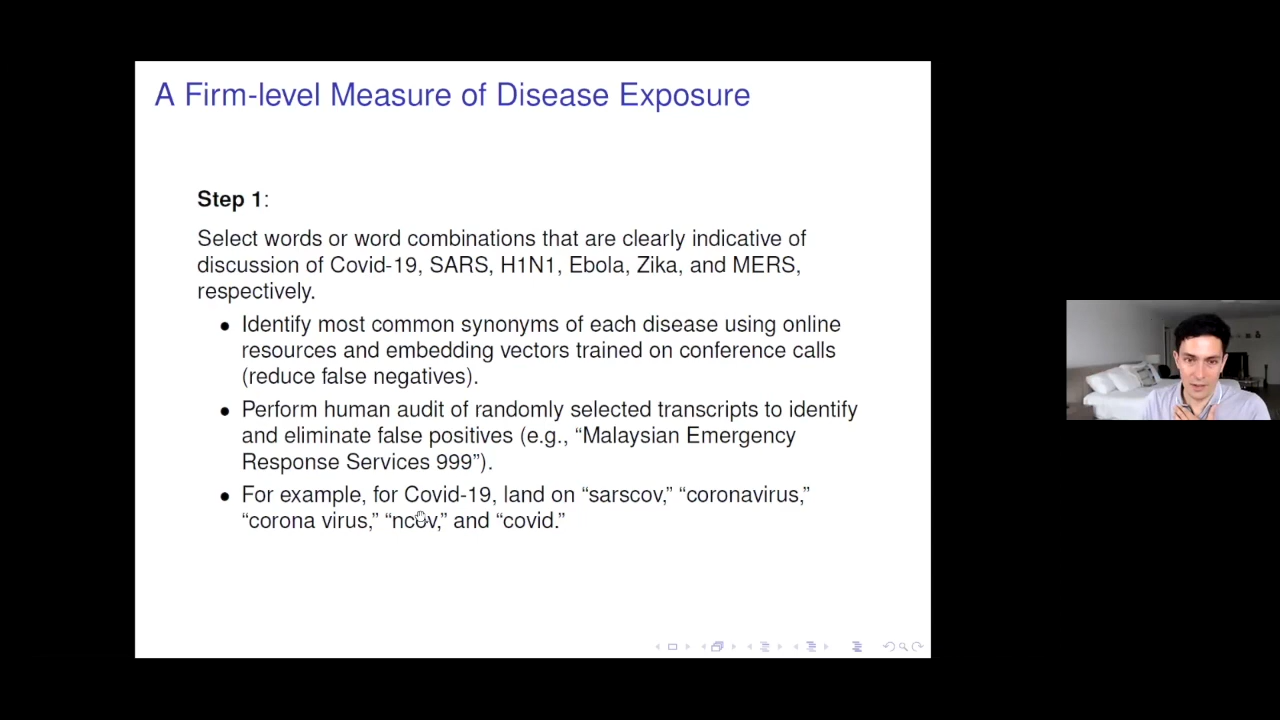 A Firm-level Measure of Disease Exposure
Step 1:
Select words or word combinations that are clearly indicative of
discussion of Covid-19, SARS, H1N1, Ebola, Zika, and MERS,
respectively.
• Identify most common synonyms of each disease using online
resources and embedding vectors trained on conference calls
(reduce false negatives).
• Perform human audit of randomly selected transcripts to identify
and eliminate false positives (e.g., “Malaysian Emergency
Response Services 999”).
• For example, for Covid-19, land on “sarscov,” “coronavirus,”
“corona virus,” “ncov,” and “covid.”